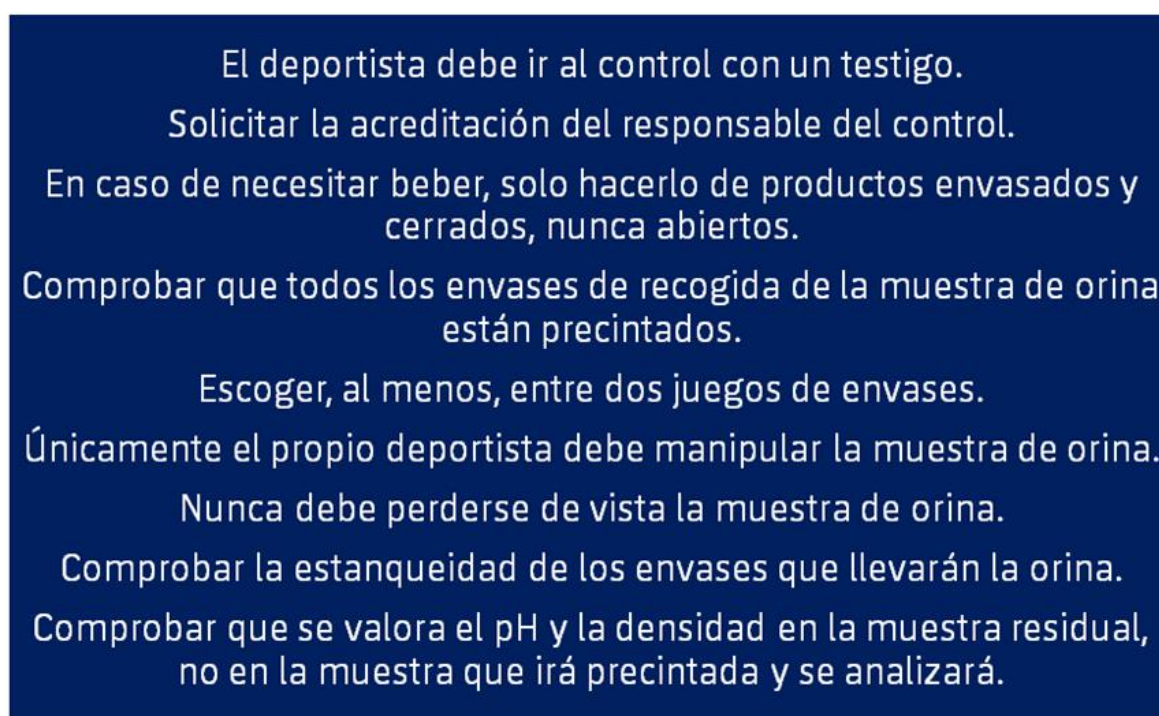 El deportista debe ir al control con un testigo.
Solicitar la acreditación del responsable del control.
En caso de necesitar beber, solo hacerlo de productos envasados y
cerrados, nunca abiertos.
Comprobar que todos los envases de recogida de la muestra de orina
están precintados.
Escoger, al menos, entre dos juegos de envases.
Únicamente el propio deportista debe manipular la muestra de orina.
Nunca debe perderse de vista la muestra de orina.
Comprobar la estanqueidad de los envases que llevarán la orina.
Comprobar que se valora el pH y la densidad en la muestra residual,
no en la muestra que irá precintada y se analizará.